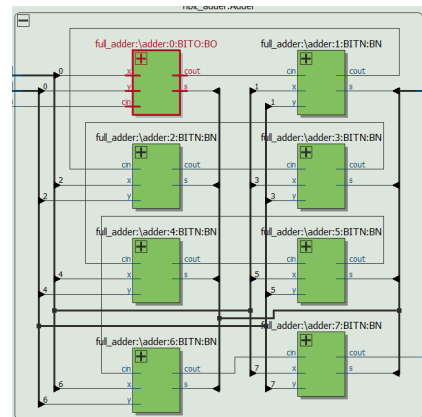 nbit_adder:Adder
full_adder:\adder:0:BIT0:B0 full_adder:\adder:1:BITN:BN
0 x cout cin cout
0 y s 1 x s
cin 1 y
full_adder:\adder:2:BITN:BN full_adder:\adder:3:BITN:BN
cin cout cin cout
2 x s 3 x s
2 y 3 y
full_adder:\adder:4:BITN:BN full_adder:\adder:5:BITN:BN
cin cout cin cout
4 x s 5 x s
4 y 5 y
full_adder:\adder:6:BITN:BN full_adder:\adder:7:BITN:BN
cin cout cin cout
6 x s 7 x s
6 y 7 y